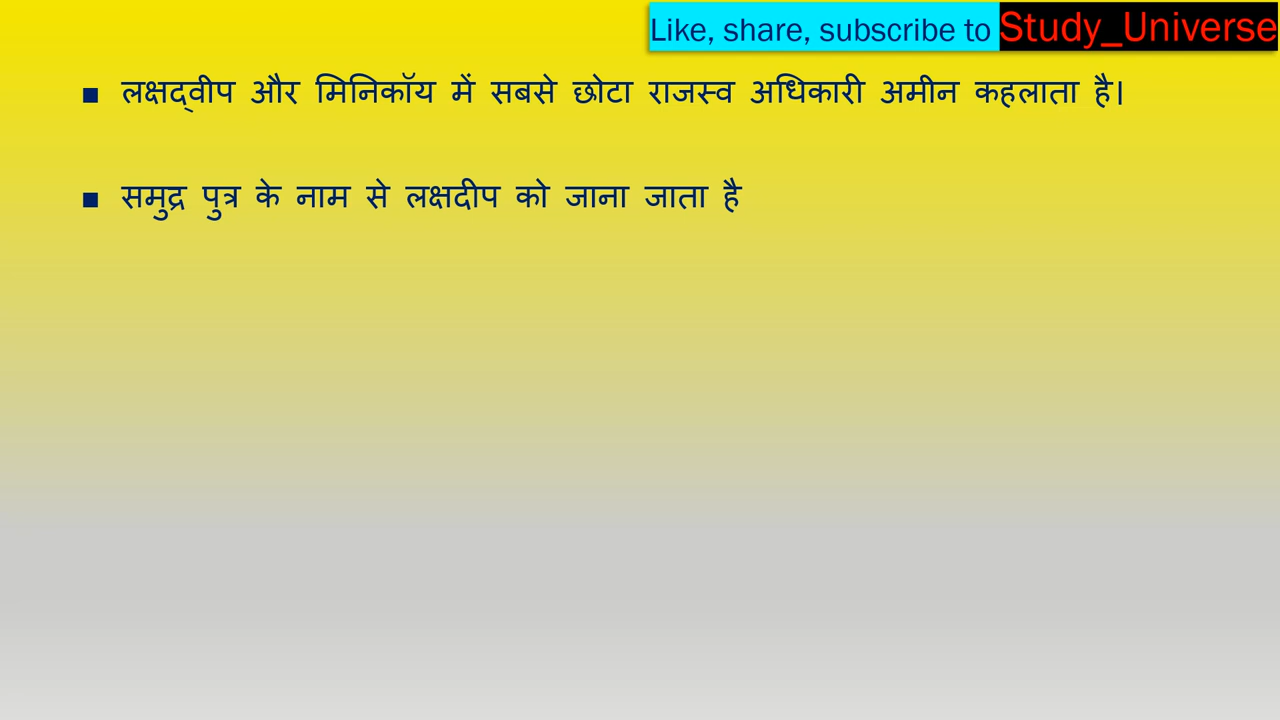 Like, share, subscribe to Study_Universe
▪ लक्षद्वीप और मिनिकॉय में सबसे छोटा राजस्व अधिकारी अमीन कहलाता है।
▪ समुद्र पुत्र के नाम से लक्षदीप को जाना जाता है